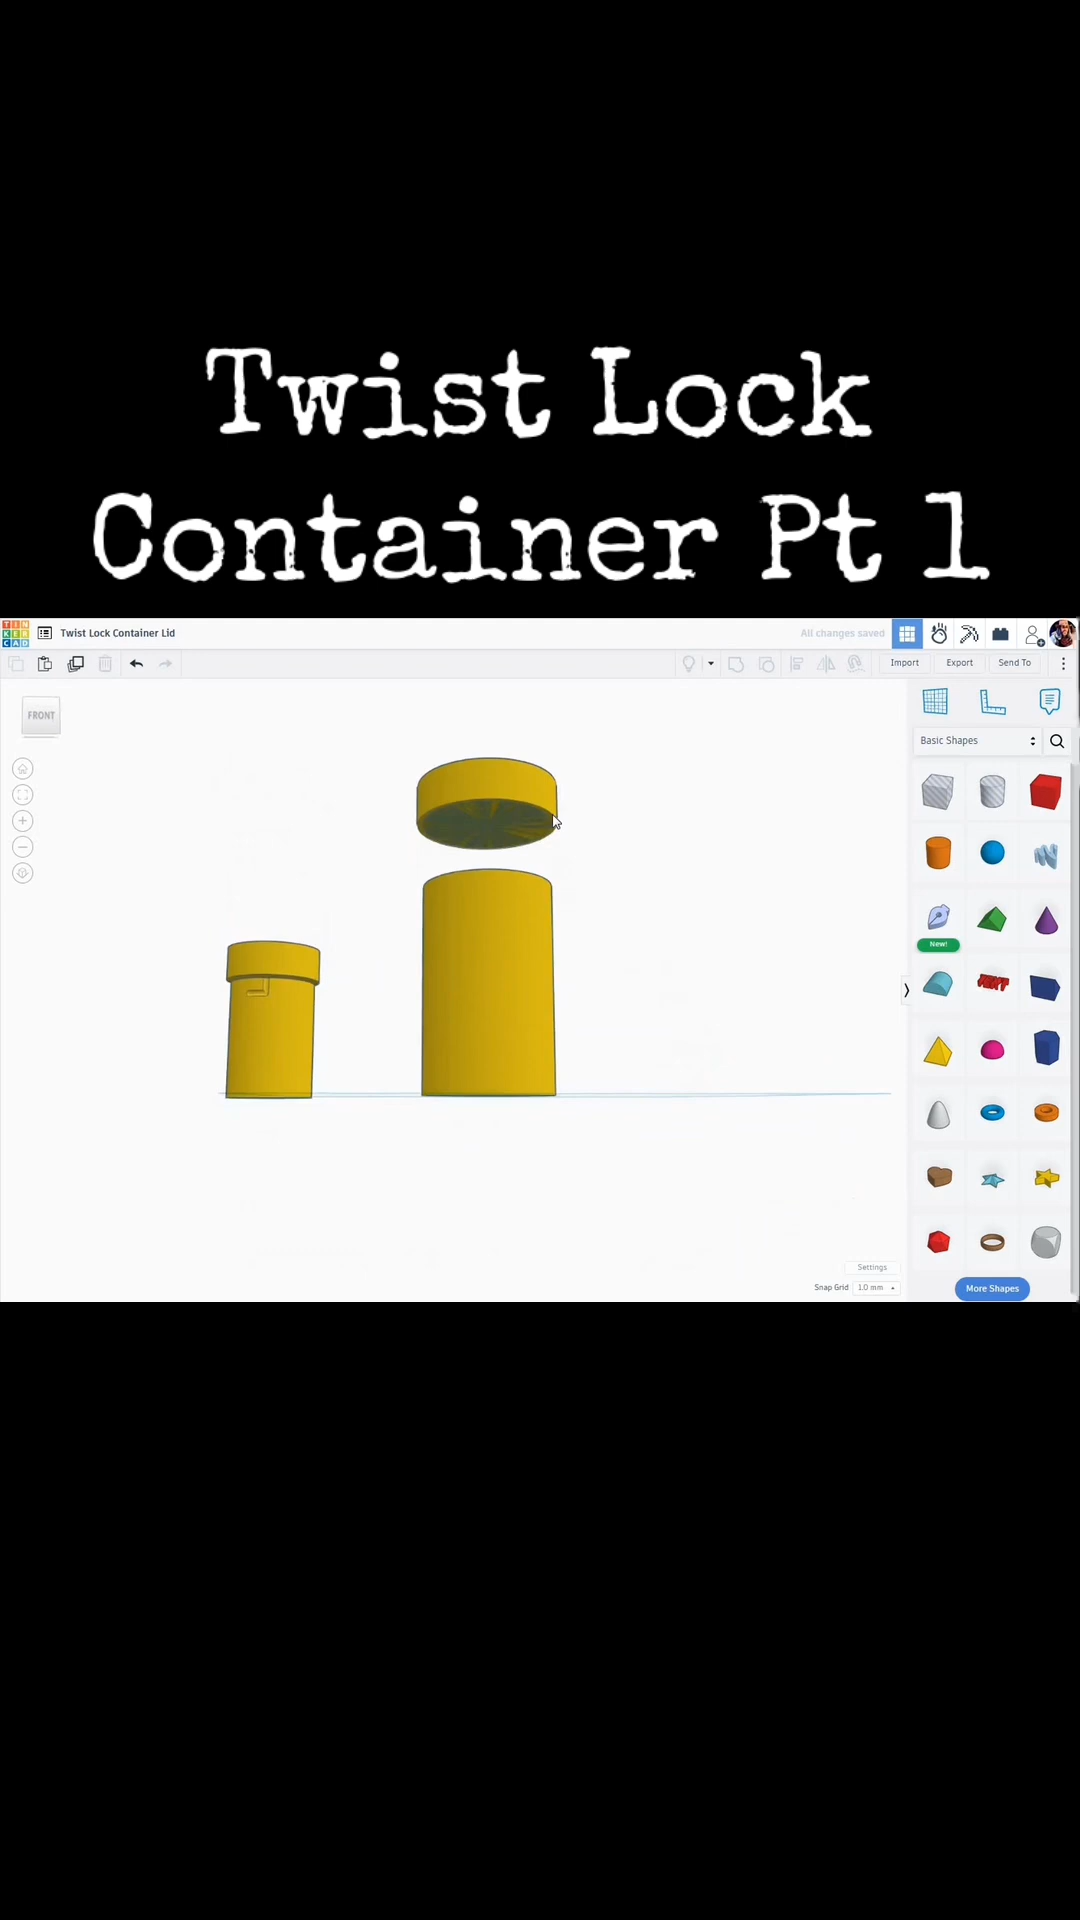 Twist Lock
Container Pt 1
TIN
KER
CAD
Twist Lock Container Lid
All changes saved
Import
Export
Send To
FRONT
Basic Shapes
New!
TEXT
Settings
Snap Grid 1.0 mm
More Shapes